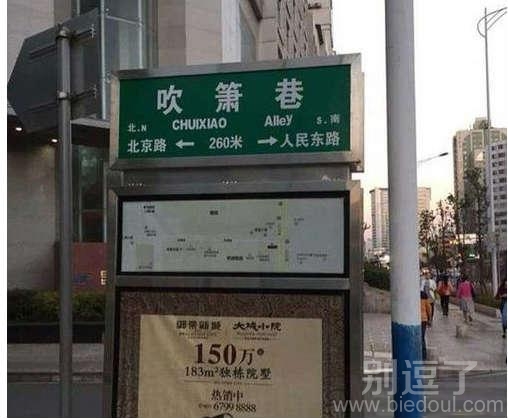 吹箫巷
北.N CHUIXIAO Alley S.南
北京路 ← 260米 → 人民东路
御景新城 大城小院
150万
183m²独栋院墅
热销中
6799 8888
别逗了
www.biedoul.com